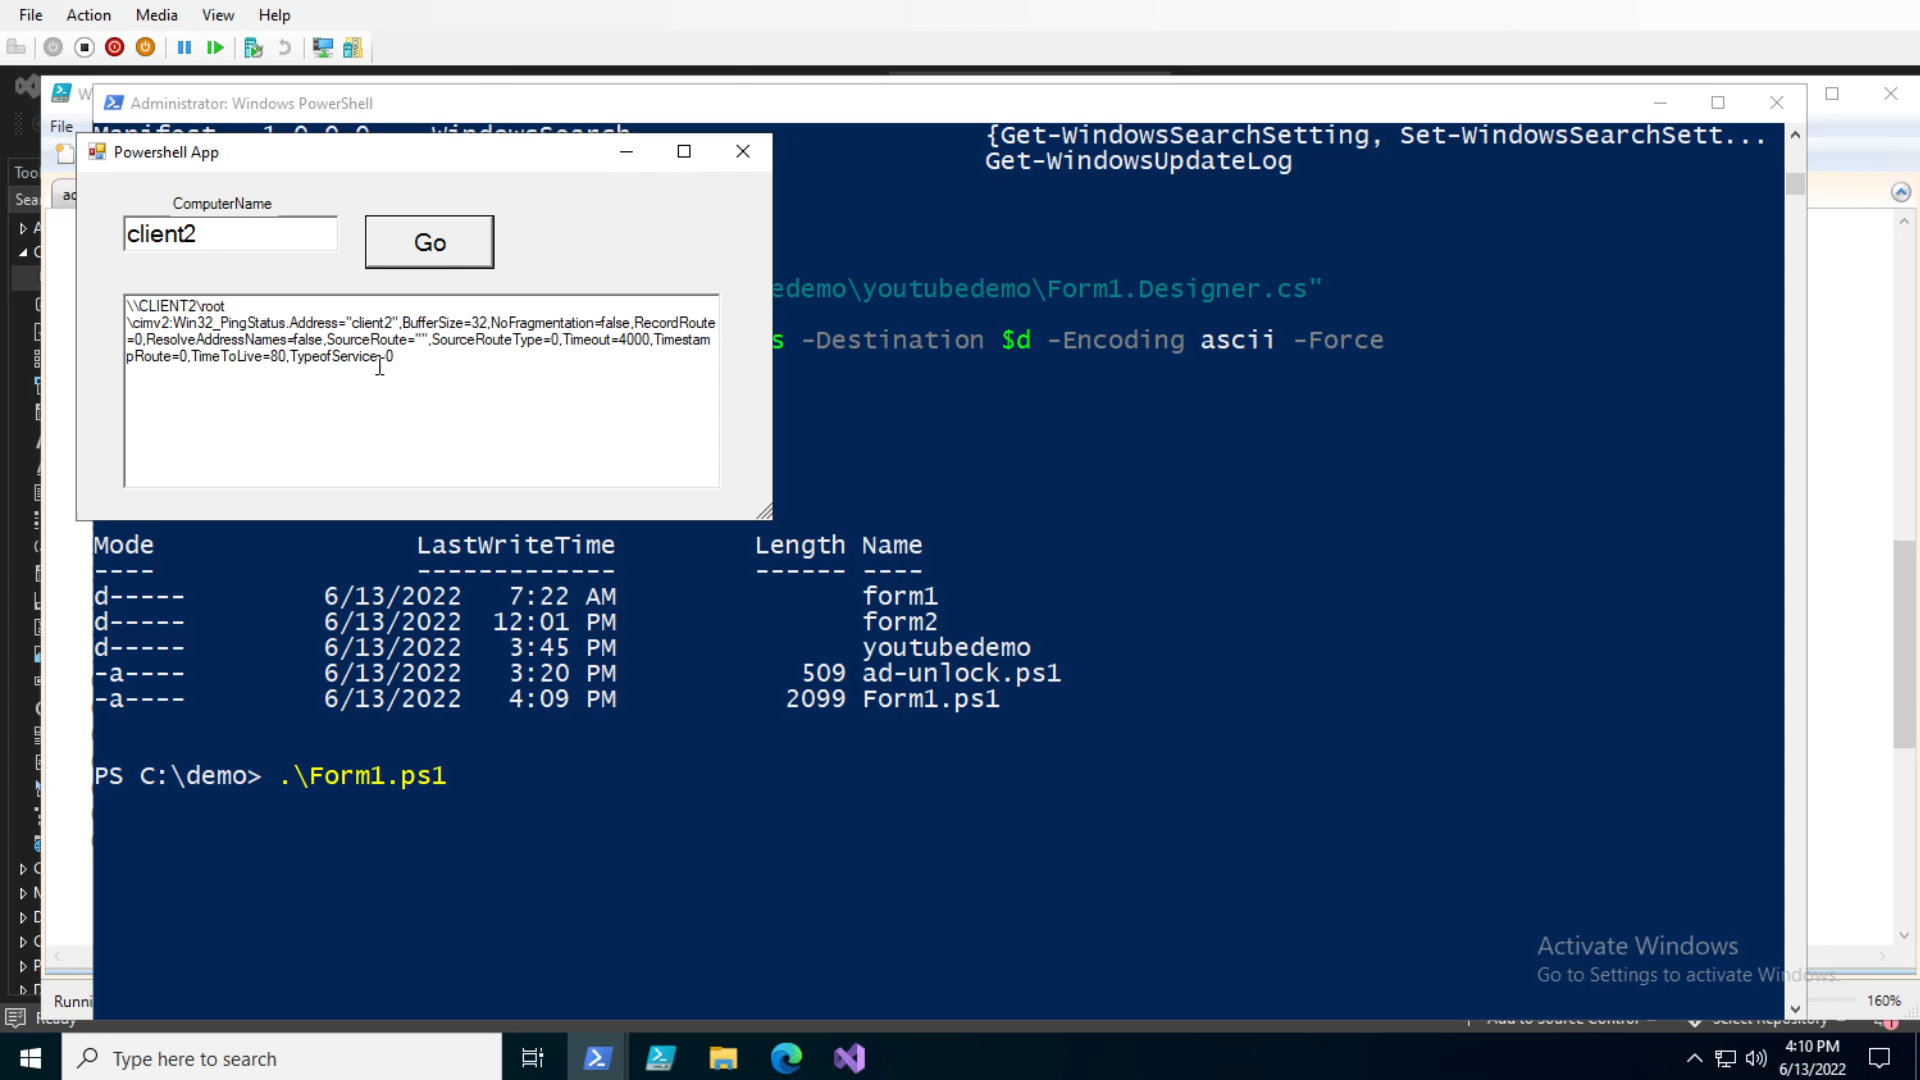 File Action Media View Help
Administrator: Windows PowerShell
File
{Get-WindowsSearchSetting, Set-WindowsSearchSett...
Get-WindowsUpdateLog
Powershell App
ComputerName
client2
Go
\\CLIENT2\root
\cimv2:Win32_PingStatus.Address="client2",BufferSize=32,NoFragmentation=false,RecordRoute
=0,ResolveAddressNames=false,SourceRoute="",SourceRouteType=0,Timeout=4000,Timestam
pRoute=0,TimeToLive=80,TypeofService=0
edemo\youtubedemo\Form1.Designer.cs"
s -Destination $d -Encoding ascii -Force
Mode LastWriteTime Length Name
---- ------------- ------ ----
d----- 6/13/2022 7:22 AM form1
d----- 6/13/2022 12:01 PM form2
d----- 6/13/2022 3:45 PM youtubedemo
-a---- 6/13/2022 3:20 PM 509 ad-unlock.ps1
-a---- 6/13/2022 4:09 PM 2099 Form1.ps1
PS C:\demo> .\Form1.ps1
Activate Windows
Go to Settings to activate Windows.
Runni
160%
Ready
Type here to search
4:10 PM
6/13/2022